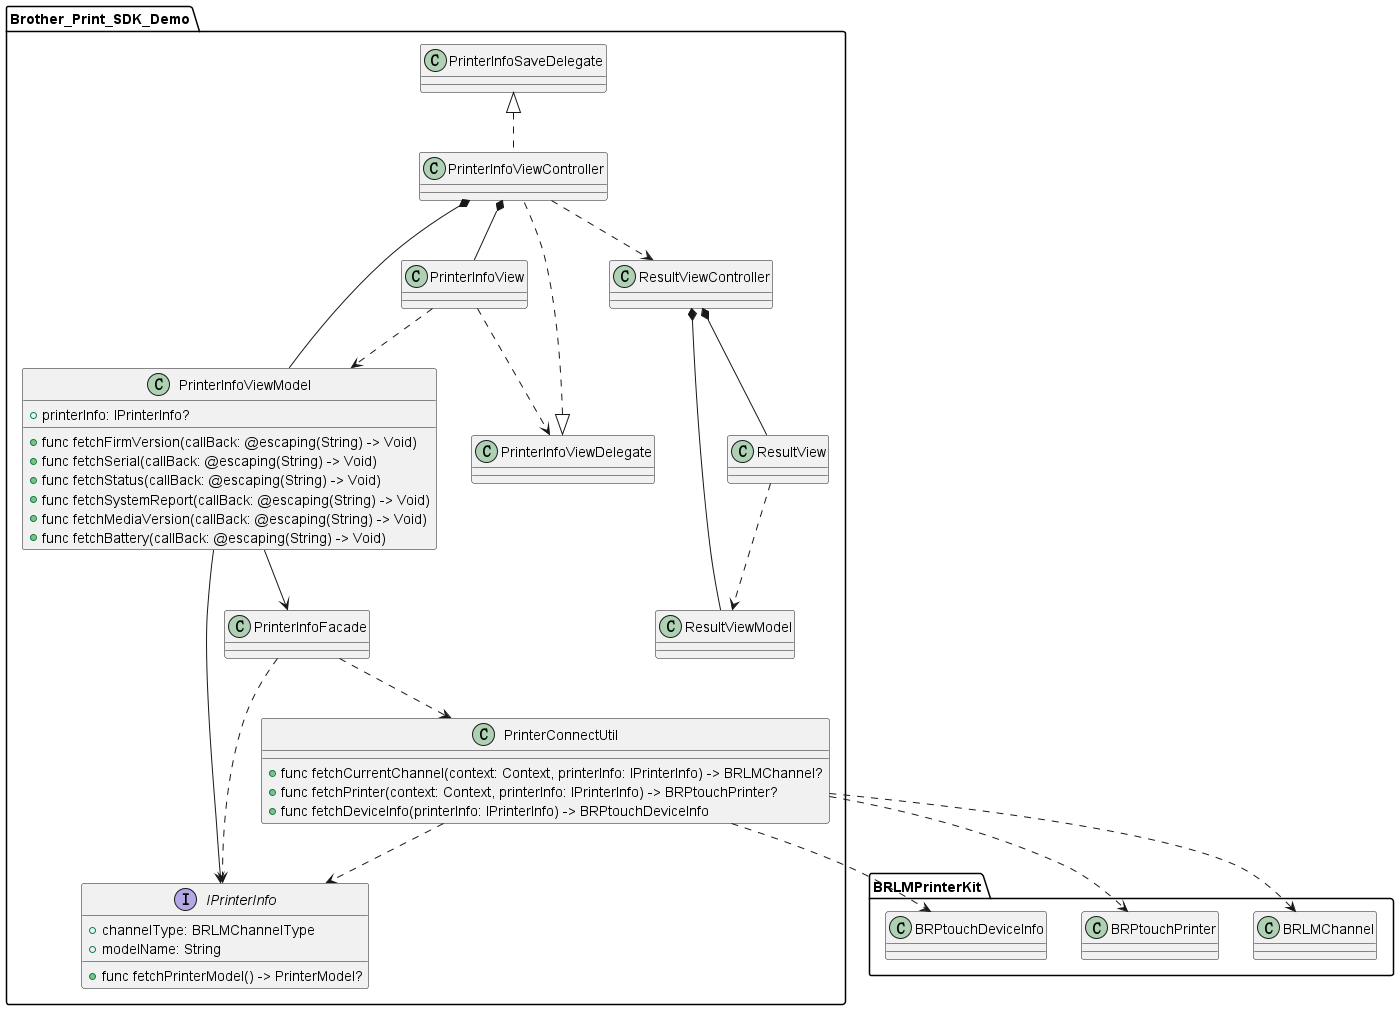 Brother_Print_SDK_Demo
C PrinterInfoSaveDelegate
C PrinterInfoViewController
C PrinterInfoView
C ResultViewController
C PrinterInfoViewModel
printerInfo: IPrinterInfo?
func fetchFirmVersion(callBack: @escaping(String) -> Void)
func fetchSerial(callBack: @escaping(String) -> Void)
func fetchStatus(callBack: @escaping(String) -> Void)
func fetchSystemReport(callBack: @escaping(String) -> Void)
func fetchMediaVersion(callBack: @escaping(String) -> Void)
func fetchBattery(callBack: @escaping(String) -> Void)
C PrinterInfoViewDelegate
C ResultView
C PrinterInfoFacade
C ResultViewModel
C PrinterConnectUtil
func fetchCurrentChannel(context: Context, printerInfo: IPrinterInfo) -> BRLMChannel?
func fetchPrinter(context: Context, printerInfo: IPrinterInfo) -> BRPtouchPrinter?
func fetchDeviceInfo(printerInfo: IPrinterInfo) -> BRPtouchDeviceInfo
I IPrinterInfo
channelType: BRLMChannelType
modelName: String
func fetchPrinterModel() -> PrinterModel?
BRLMPrinterKit
C BRPtouchDeviceInfo
C BRPtouchPrinter
C BRLMChannel